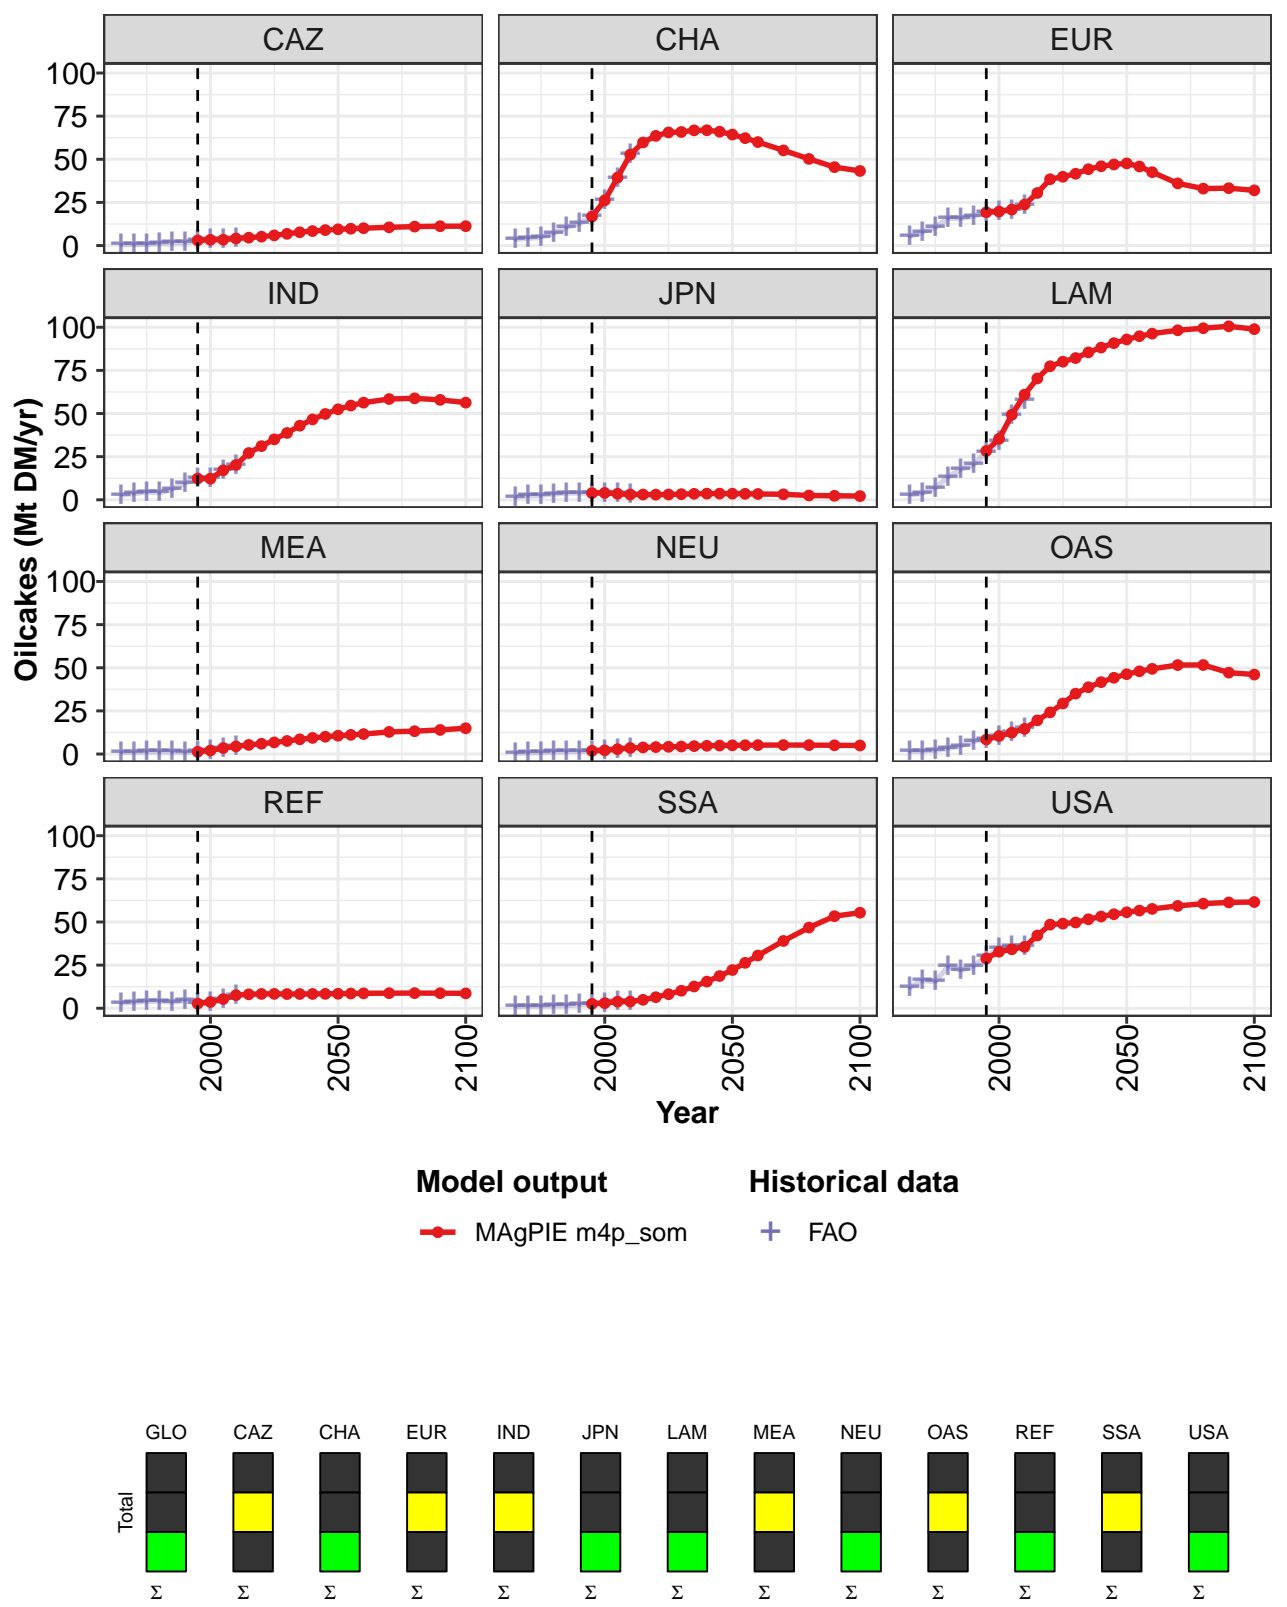 CAZ CHA EUR
100
75
50
25
0
IND JPN LAM
100
75
50
25
0
MEA NEU OAS
100
75
50
25
0
REF SSA USA
100
75
50
25
0
Oilcakes (Mt DM/yr)
2000 2050 2100 2000 2050 2100 2000 2050 2100
Year
Model output Historical data
MAgPIE m4p_som FAO
GLO CAZ CHA EUR IND JPN LAM MEA NEU OAS REF SSA USA
Total
Σ Σ Σ Σ Σ Σ Σ Σ Σ Σ Σ Σ Σ